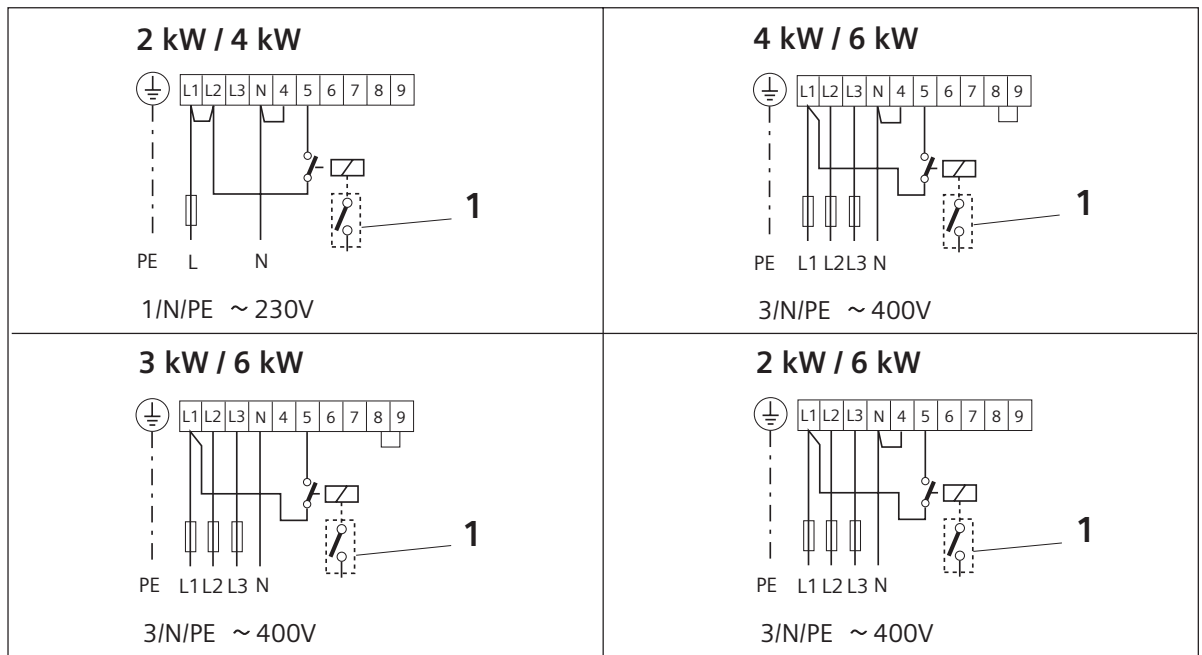 2 kW / 4 kW
L1 L2 L3 N 4 5 6 7 8 9
1
PE L N
1/N/PE ~ 230V
4 kW / 6 kW
L1 L2 L3 N 4 5 6 7 8 9
1
PE L1 L2 L3 N
3/N/PE ~ 400V
3 kW / 6 kW
L1 L2 L3 N 4 5 6 7 8 9
1
PE L1 L2 L3 N
3/N/PE ~ 400V
2 kW / 6 kW
L1 L2 L3 N 4 5 6 7 8 9
1
PE L1 L2 L3 N
3/N/PE ~ 400V